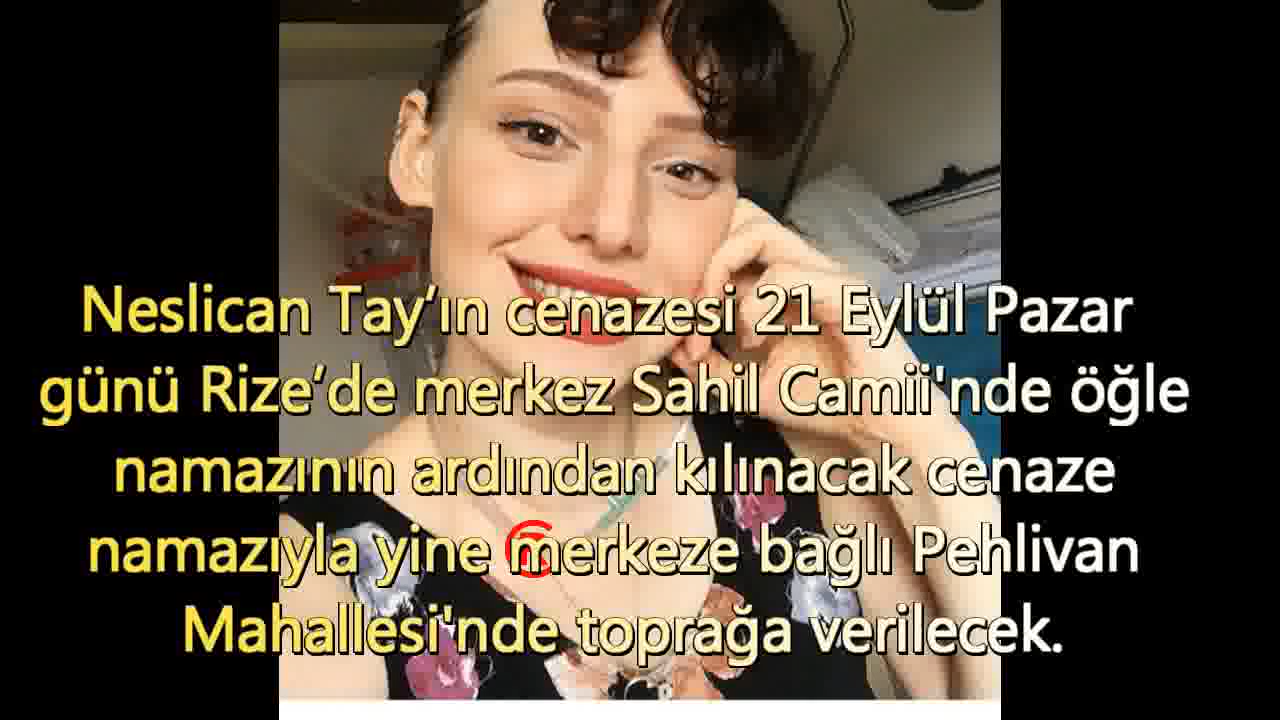 Neslican Tay’ın cenazesi 21 Eylül Pazar
günü Rize’de merkez Sahil Camii'nde öğle
namazının ardından kılınacak cenaze
namazıyla yine merkeze bağlı Pehlivan
Mahallesi'nde toprağa verilecek.